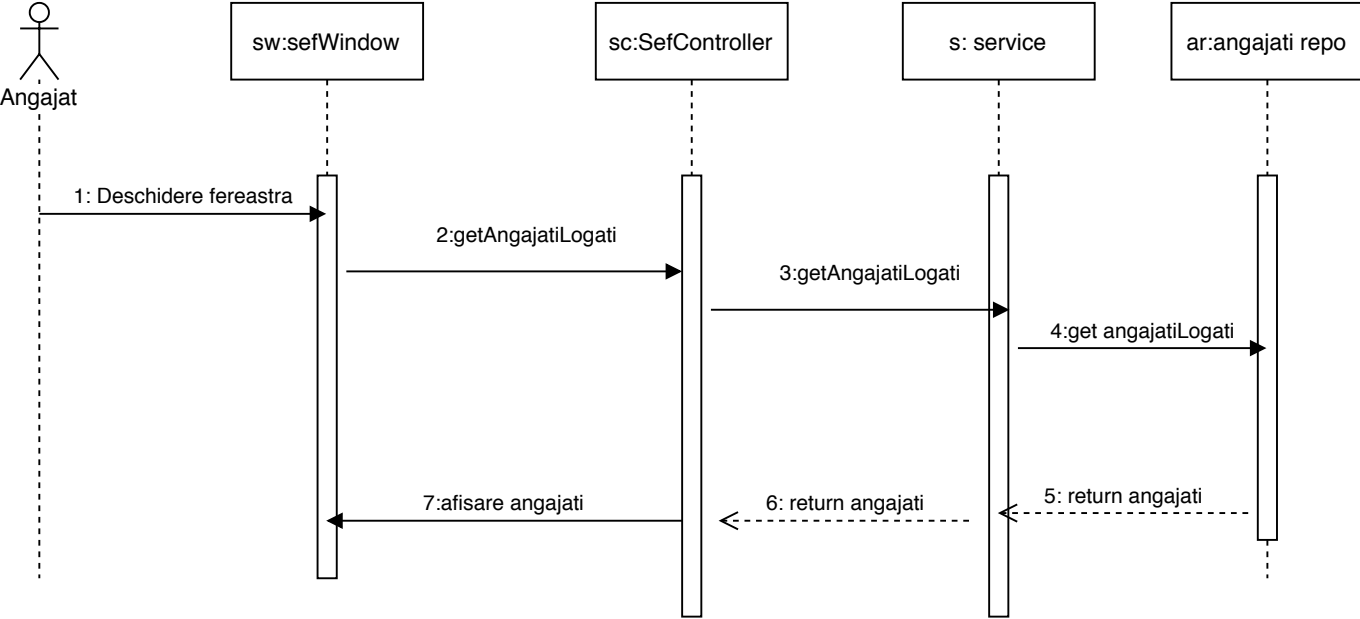 sw:sefWindow
sc:SefController
s: service
ar:angajati repo
Angajat
1: Deschidere fereastra
2:getAngajatiLogati
3:getAngajatiLogati
4:get angajatiLogati
7:afisare angajati
6: return angajati
5: return angajati